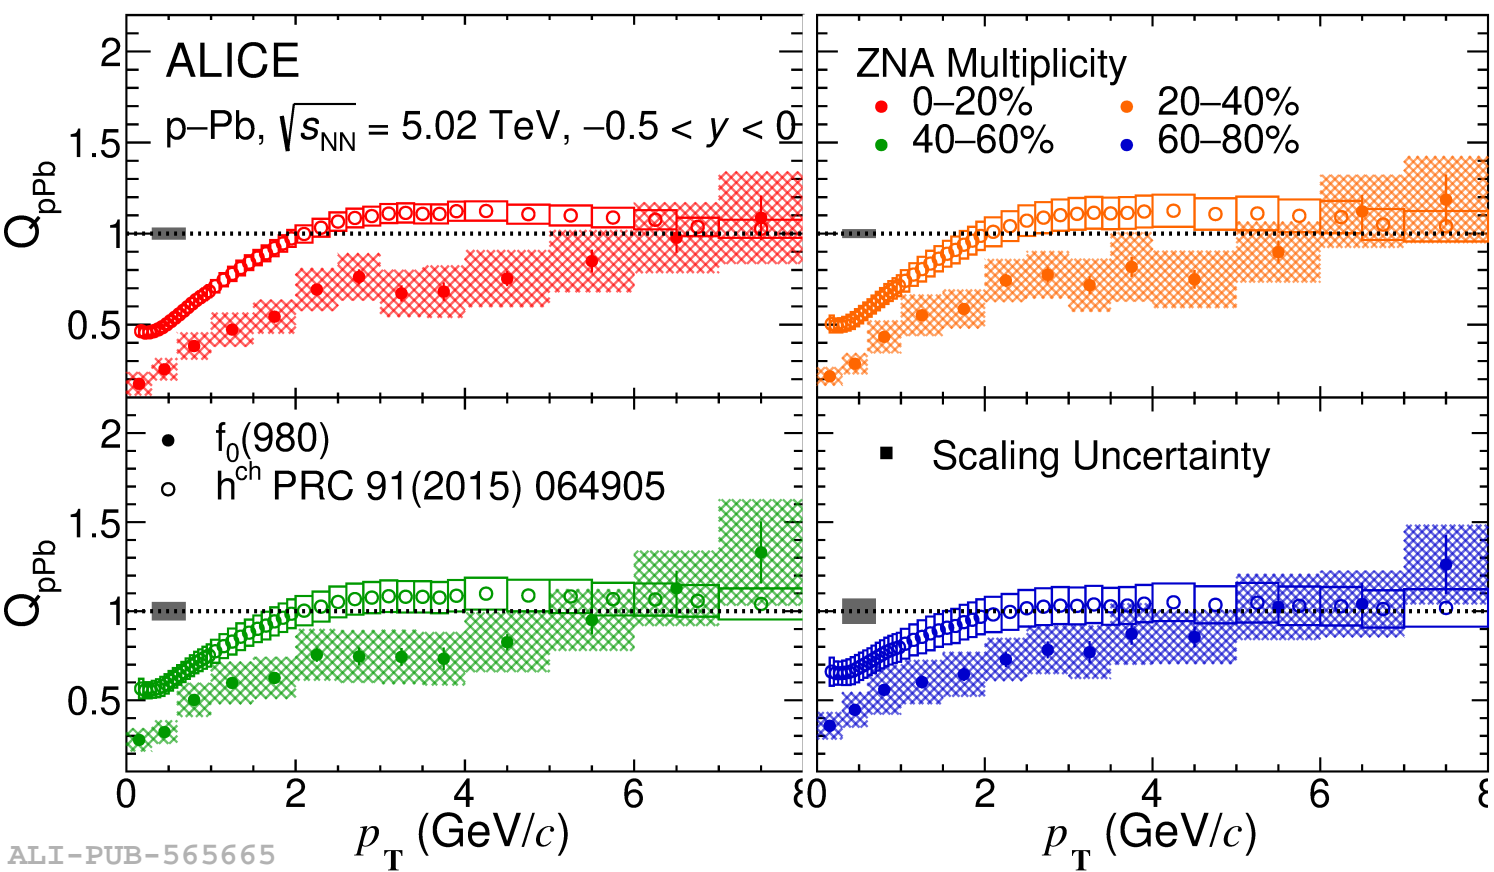 ALICE
p–Pb, √sNN = 5.02 TeV, −0.5 < y < 0
ZNA Multiplicity
0–20% 20–40%
40–60% 60–80%
QpPb
2
1.5
1
0.5
f0(980)
hch PRC 91(2015) 064905
Scaling Uncertainty
QpPb
2
1.5
1
0.5
0 2 4 6 8
0 2 4 6 8
pT (GeV/c)
pT (GeV/c)
ALI-PUB-565665